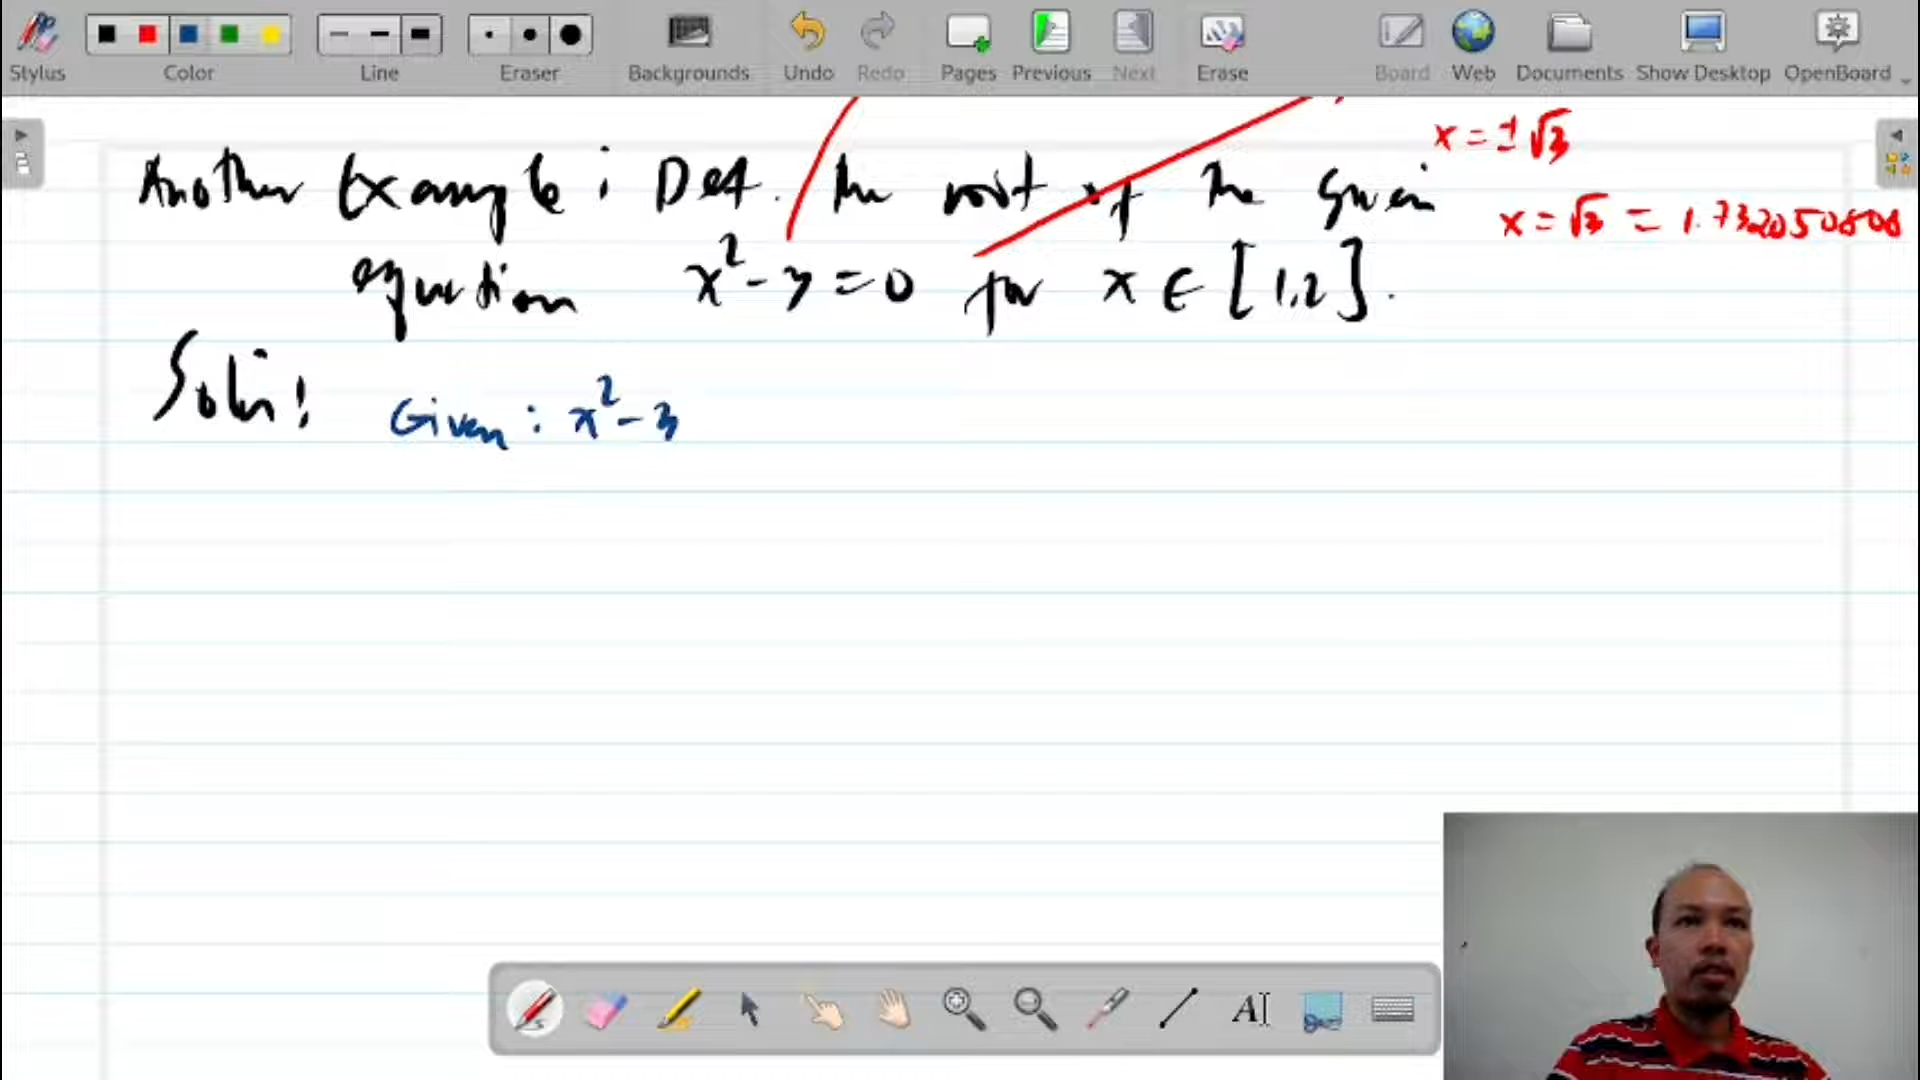 Stylus
Color
Line
Eraser
Backgrounds
Undo
Redo
Pages
Previous
Next
Erase
Board
Web
Documents
Show Desktop
OpenBoard
x = ± √3
Another Example : Det. the root of the given
x = √3 = 1.732050808
equation x² - 3 = 0 for x ∈ [1,2].
Soln: Given : x² - 3
AI